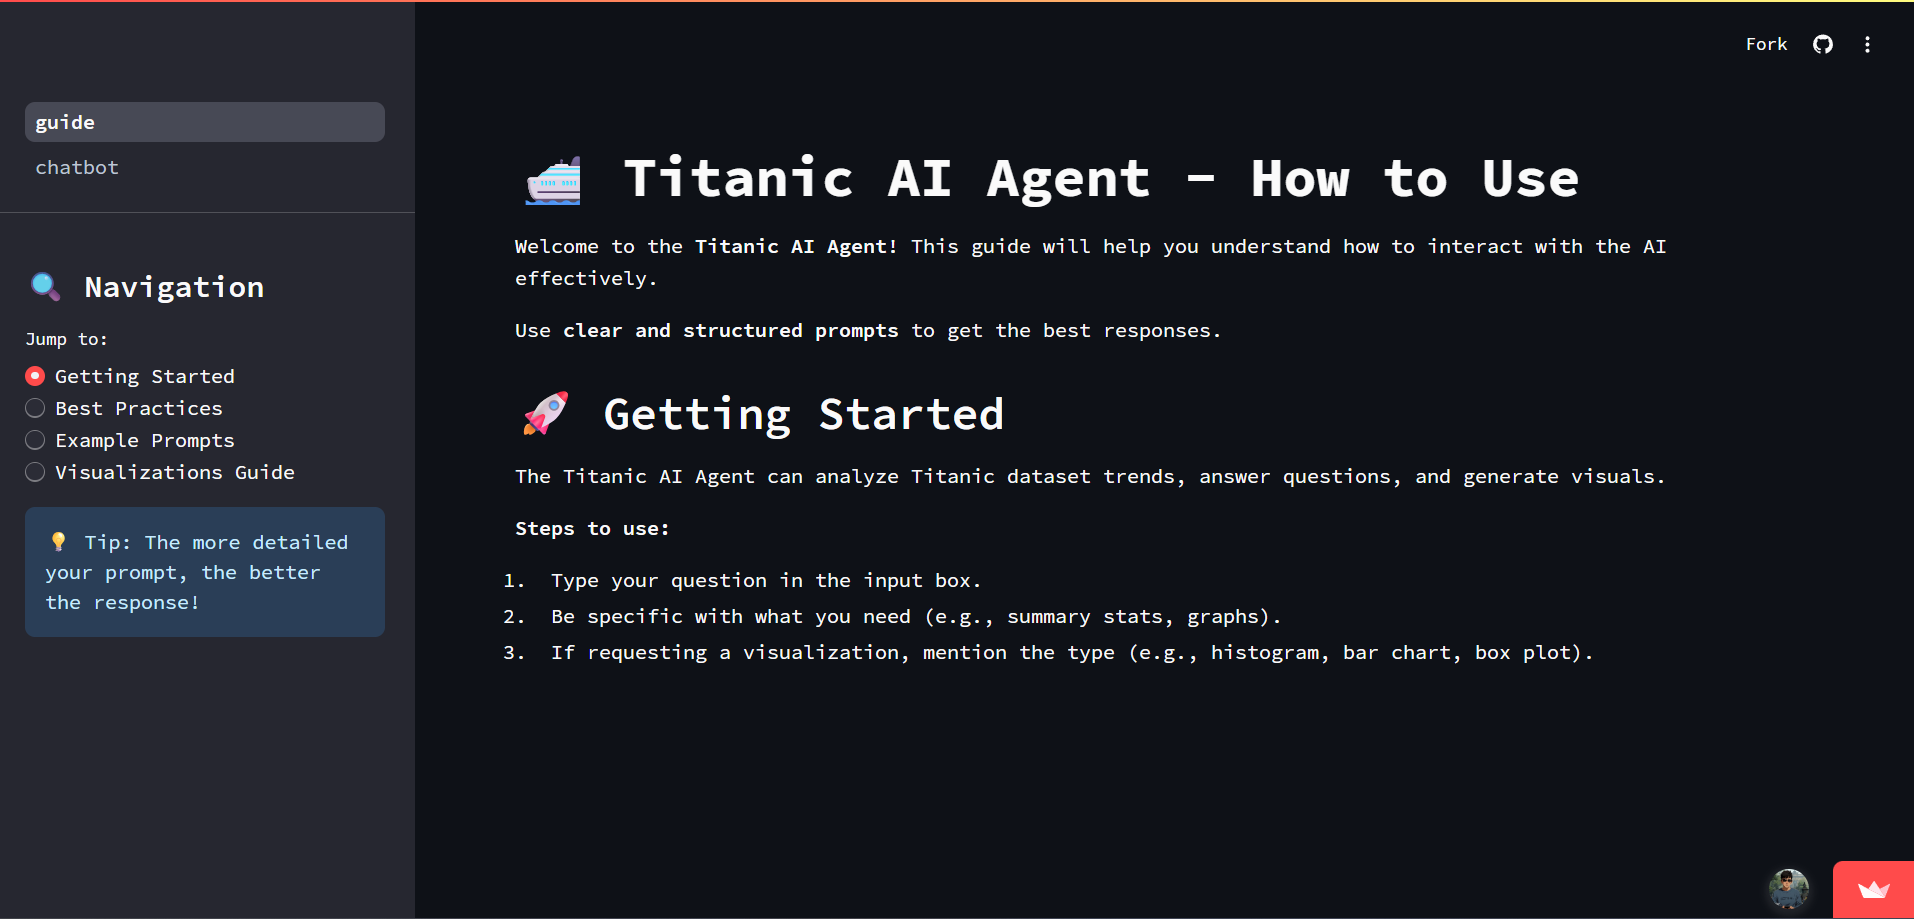 Fork
guide
chatbot
Navigation
Jump to:
Getting Started
Best Practices
Example Prompts
Visualizations Guide
Tip: The more detailed
your prompt, the better
the response!
Titanic AI Agent - How to Use
Welcome to the Titanic AI Agent! This guide will help you understand how to interact with the AI
effectively.
Use clear and structured prompts to get the best responses.
Getting Started
The Titanic AI Agent can analyze Titanic dataset trends, answer questions, and generate visuals.
Steps to use:
1. Type your question in the input box.
2. Be specific with what you need (e.g., summary stats, graphs).
3. If requesting a visualization, mention the type (e.g., histogram, bar chart, box plot).